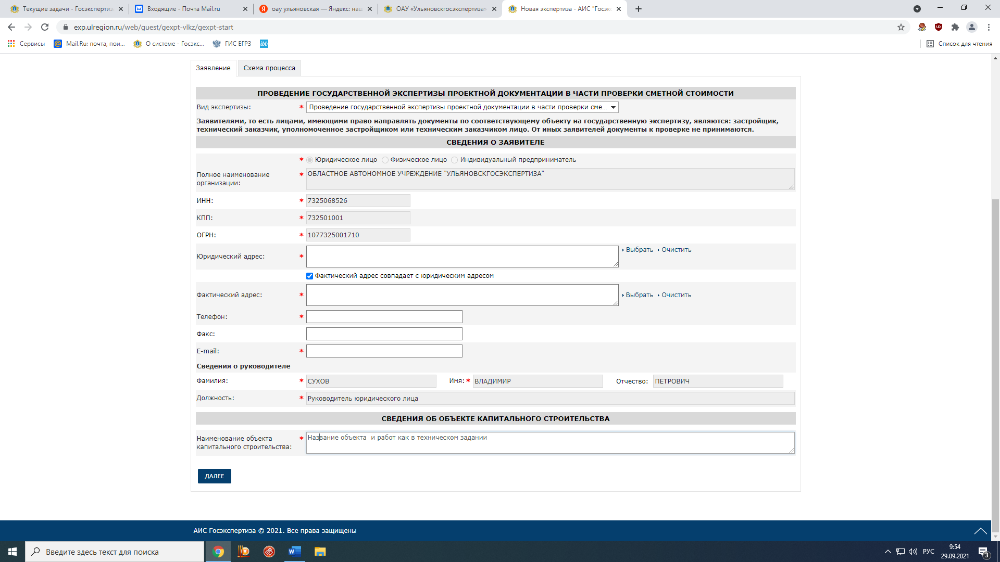 Текущие задачи - Госэкспертиз
Входящие - Почта Mail.ru
оау ульяновская — Яндекс: наш
ОАУ «Ульяновскгосэкспертиза»
Новая экспертиза - АИС "Госэк
exp.ulregion.ru/web/guest/gexpt-vlkz/gexpt-start
Сервисы
Mail.Ru: почта, пои...
О системе - Госэкс...
ГИС ЕГРЗ
ibb
Список для чтения
Заявление
Схема процесса
ПРОВЕДЕНИЕ ГОСУДАРСТВЕННОЙ ЭКСПЕРТИЗЫ ПРОЕКТНОЙ ДОКУМЕНТАЦИИ В ЧАСТИ ПРОВЕРКИ СМЕТНОЙ СТОИМОСТИ
Вид экспертизы: * Проведение государственной экспертизы проектной документации в части проверки сме...
Заявителями, то есть лицами, имеющими право направлять документы по соответствующему объекту на государственную экспертизу, являются: застройщик,
технический заказчик, уполномоченное застройщиком или техническим заказчиком лицо. От иных заявителей документы к проверке не принимаются.
СВЕДЕНИЯ О ЗАЯВИТЕЛЕ
* Юридическое лицо Физическое лицо Индивидуальный предприниматель
Полное наименование
организации:
* ОБЛАСТНОЕ АВТОНОМНОЕ УЧРЕЖДЕНИЕ "УЛЬЯНОВСКГОСЭКСПЕРТИЗА"
ИНН: * 7325068526
КПП: * 732501001
ОГРН: * 1077325001710
Юридический адрес: * Выбрать Очистить
Фактический адрес совпадает с юридическим адресом
Фактический адрес: * Выбрать Очистить
Телефон: *
Факс:
E-mail: *
Сведения о руководителе
Фамилия: * СУХОВ Имя: * ВЛАДИМИР Отчество: ПЕТРОВИЧ
Должность: * Руководитель юридического лица
СВЕДЕНИЯ ОБ ОБЪЕКТЕ КАПИТАЛЬНОГО СТРОИТЕЛЬСТВА
Наименование объекта
капитального строительства:
* Название объекта  и работ как в техническом задании
ДАЛЕЕ
АИС Госэкспертиза © 2021. Все права защищены
Введите здесь текст для поиска
РУС
9:54
29.09.2021
3